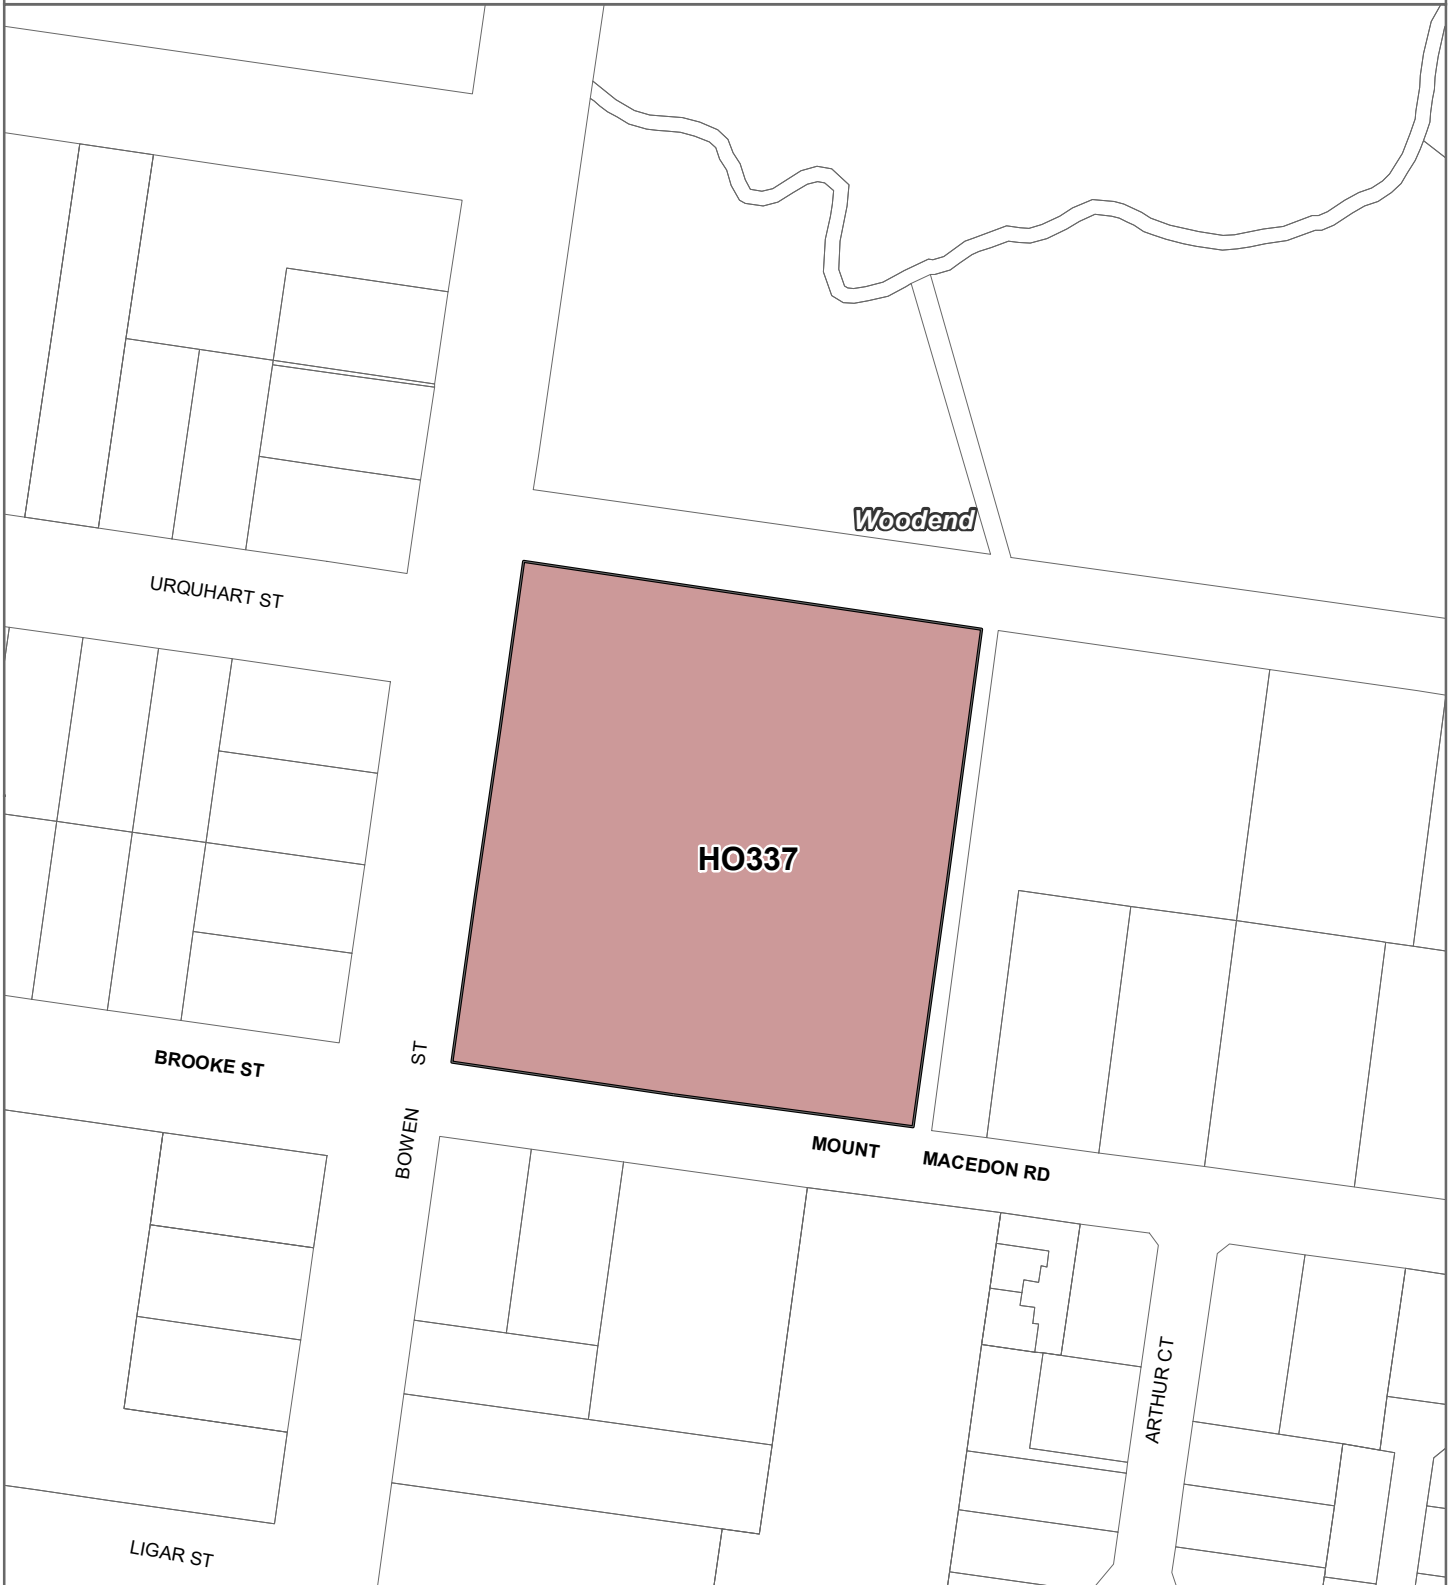 Woodend
URQUHART ST
HO337
BROOKE ST
BOWEN ST
MOUNT MACEDON RD
ARTHUR CT
LIGAR ST